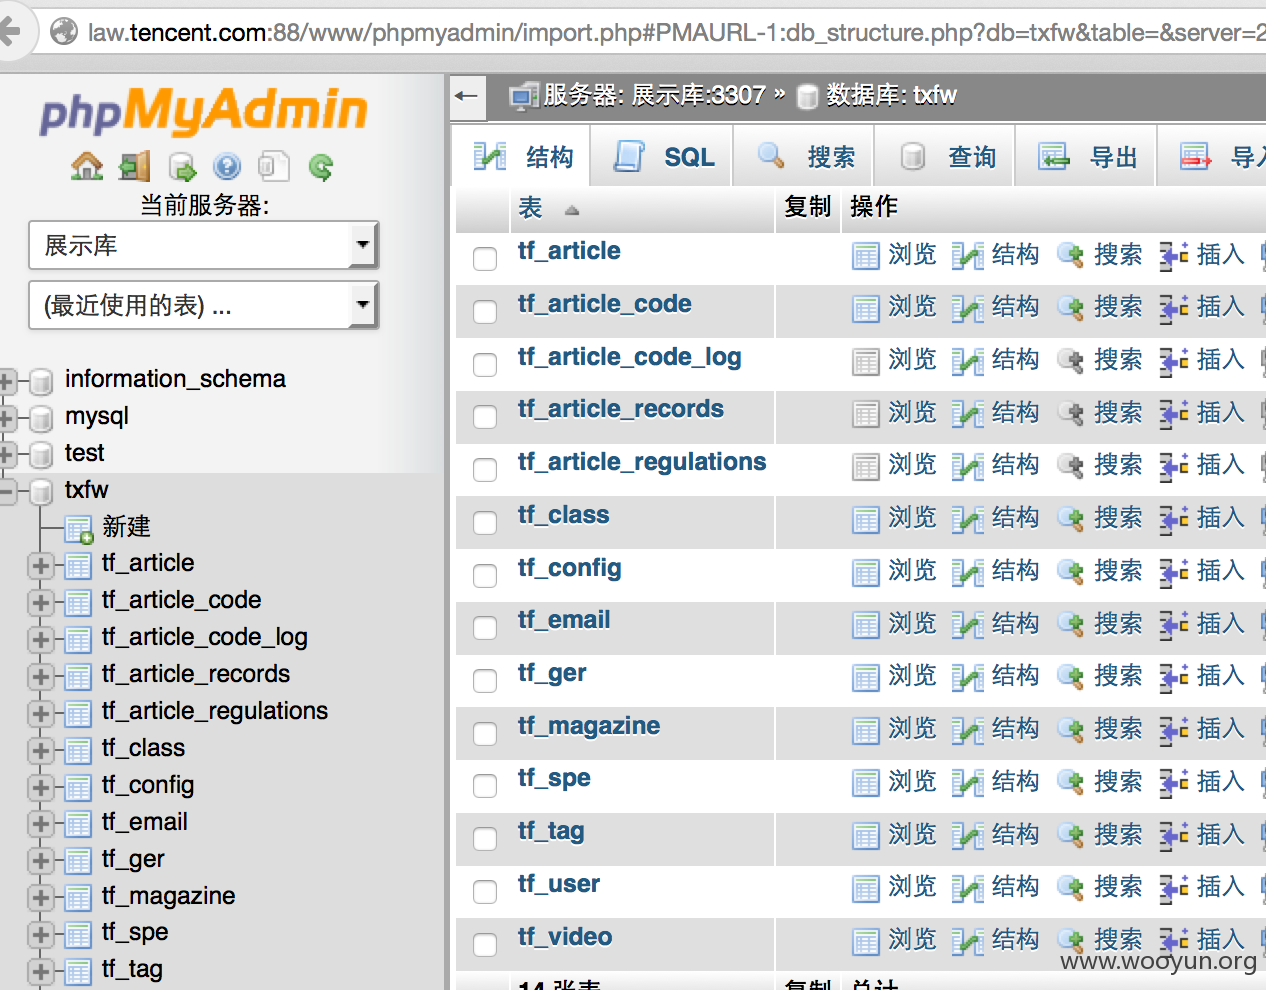 law.tencent.com:88/www/phpmyadmin/import.php#PMAURL-1:db_structure.php?db=txfw&table=&server=2
phpMyAdmin
当前服务器:
展示库
(最近使用的表) ...
information_schema
mysql
test
txfw
新建
tf_article
tf_article_code
tf_article_code_log
tf_article_records
tf_article_regulations
tf_class
tf_config
tf_email
tf_ger
tf_magazine
tf_spe
tf_tag
服务器: 展示库:3307 » 数据库: txfw
结构 SQL 搜索 查询 导出 导入
表 复制 操作
tf_article 浏览 结构 搜索 插入
tf_article_code 浏览 结构 搜索 插入
tf_article_code_log 浏览 结构 搜索 插入
tf_article_records 浏览 结构 搜索 插入
tf_article_regulations 浏览 结构 搜索 插入
tf_class 浏览 结构 搜索 插入
tf_config 浏览 结构 搜索 插入
tf_email 浏览 结构 搜索 插入
tf_ger 浏览 结构 搜索 插入
tf_magazine 浏览 结构 搜索 插入
tf_spe 浏览 结构 搜索 插入
tf_tag 浏览 结构 搜索 插入
tf_user 浏览 结构 搜索 插入
tf_video 浏览 结构 搜索 插入
14 张表 复制 总计
www.wooyun.org